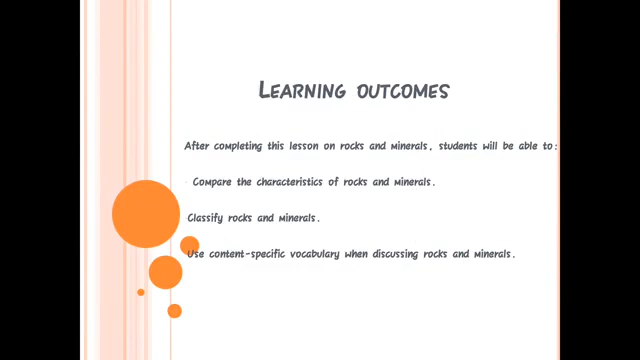 Learning outcomes
After completing this lesson on rocks and minerals, students will be able to:
Compare the characteristics of rocks and minerals.
Classify rocks and minerals.
Use content-specific vocabulary when discussing rocks and minerals.